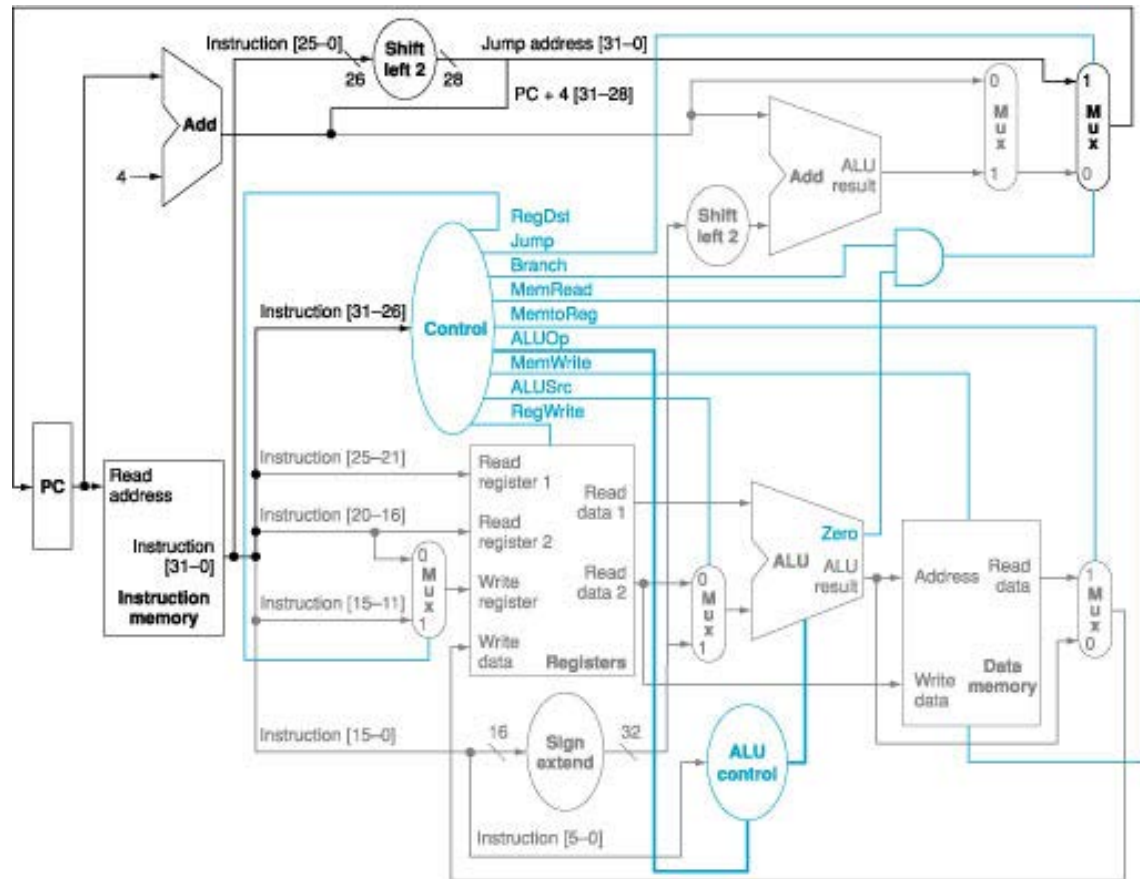 Instruction [25–0]
Shift
left 2
Jump address [31–0]
26
28
PC + 4 [31–28]
Add
4
0
M
u
x
1
1
M
u
x
0
Add
ALU
result
Shift
left 2
RegDst
Jump
Branch
MemRead
MemtoReg
ALUOp
MemWrite
ALUSrc
RegWrite
Instruction [31–26]
Control
PC
Read
address
Instruction
[31–0]
Instruction
memory
Instruction [25–21]
Instruction [20–16]
Instruction [15–11]
0
M
u
x
1
Read
register 1
Read
register 2
Write
register
Write
data
Read
data 1
Read
data 2
Registers
0
M
u
x
1
Zero
ALU
ALU
result
Address
Read
data
Write
data
Data
memory
1
M
u
x
0
Instruction [15–0]
16
Sign
extend
32
ALU
control
Instruction [5–0]